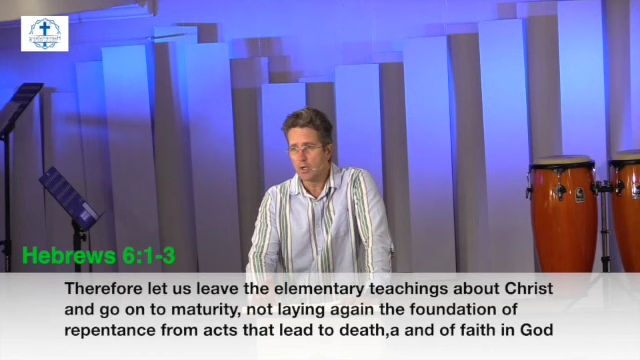 Hebrews 6:1-3
Therefore let us leave the elementary teachings about Christ
and go on to maturity, not laying again the foundation of
repentance from acts that lead to death,a and of faith in God